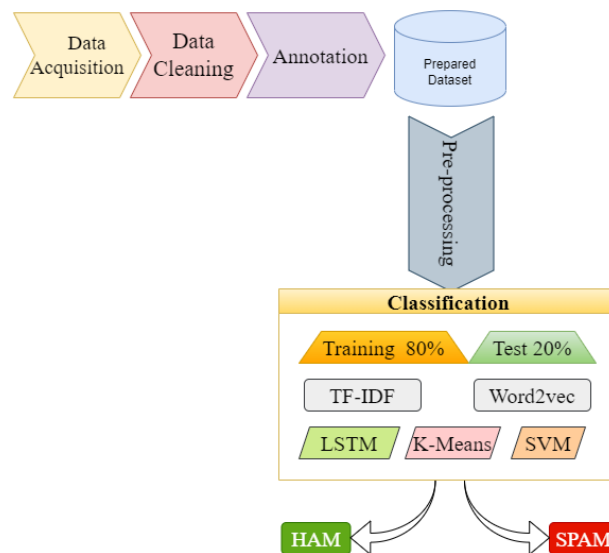 Data
Acquisition
Data
Cleaning
Annotation
Prepared
Dataset
Pre-processing
Classification
Training 80%
Test 20%
TF-IDF
Word2vec
LSTM
K-Means
SVM
HAM
SPAM